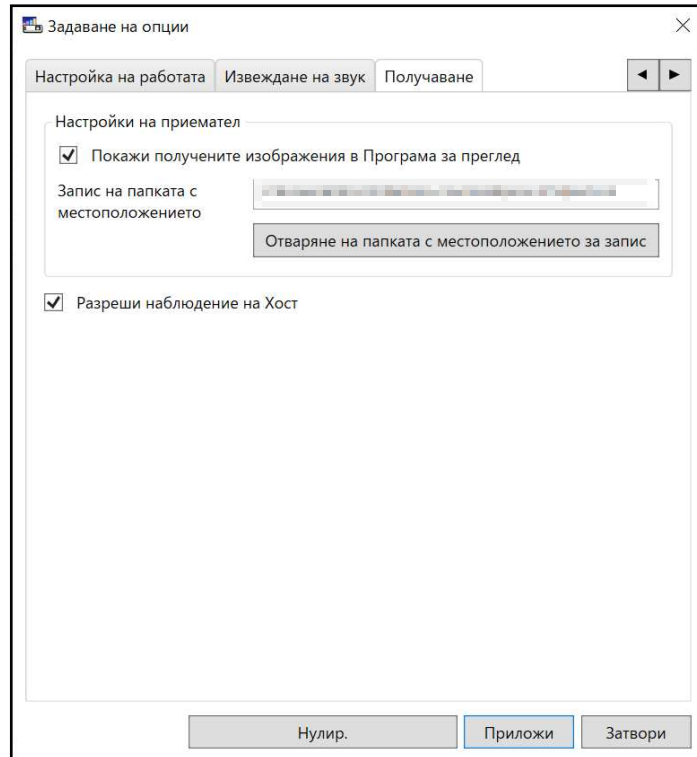 Задаване на опции
Настройка на работата
Извеждане на звук
Получаване
Настройки на приемател
Покажи получените изображения в Програма за преглед
Запис на папката с
местоположението
Отваряне на папката с местоположението за запис
Разреши наблюдение на Хост
Нулир.
Приложи
Затвори